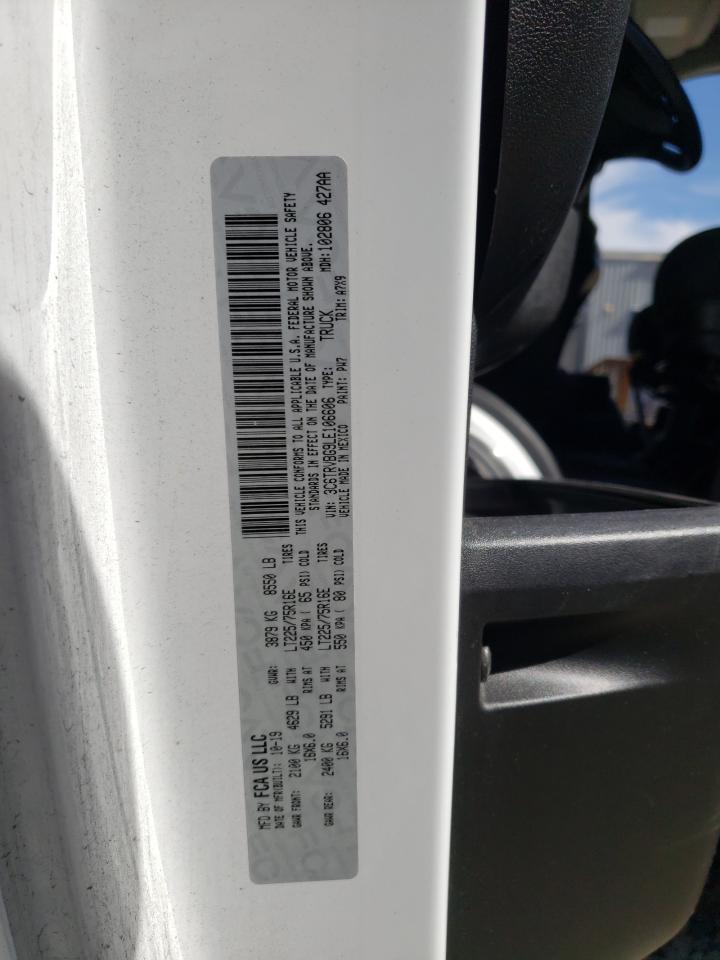 MFD BY FCA US LLC
DATE OF MFR(BUILT): 10-19 GVWR: 3879 KG 8550 LB
GAWR FRONT: 2100 KG 4629 LB WITH LT225/75R16E TIRES
16X6.0 RIMS AT 450 KPA ( 65 PSI) COLD
GAWR REAR: 2400 KG 5291 LB WITH LT225/75R16E TIRES
16X6.0 RIMS AT 550 KPA ( 80 PSI) COLD
THIS VEHICLE CONFORMS TO ALL APPLICABLE U.S.A. FEDERAL MOTOR VEHICLE SAFETY
STANDARDS IN EFFECT ON THE DATE OF MANUFACTURE SHOWN ABOVE.
VIN: 3C6TRVBG9LE106606 TYPE: TRUCK MDH: 102806 427AA
VEHICLE MADE IN MEXICO PAINT: PW7 TRIM: A7X9